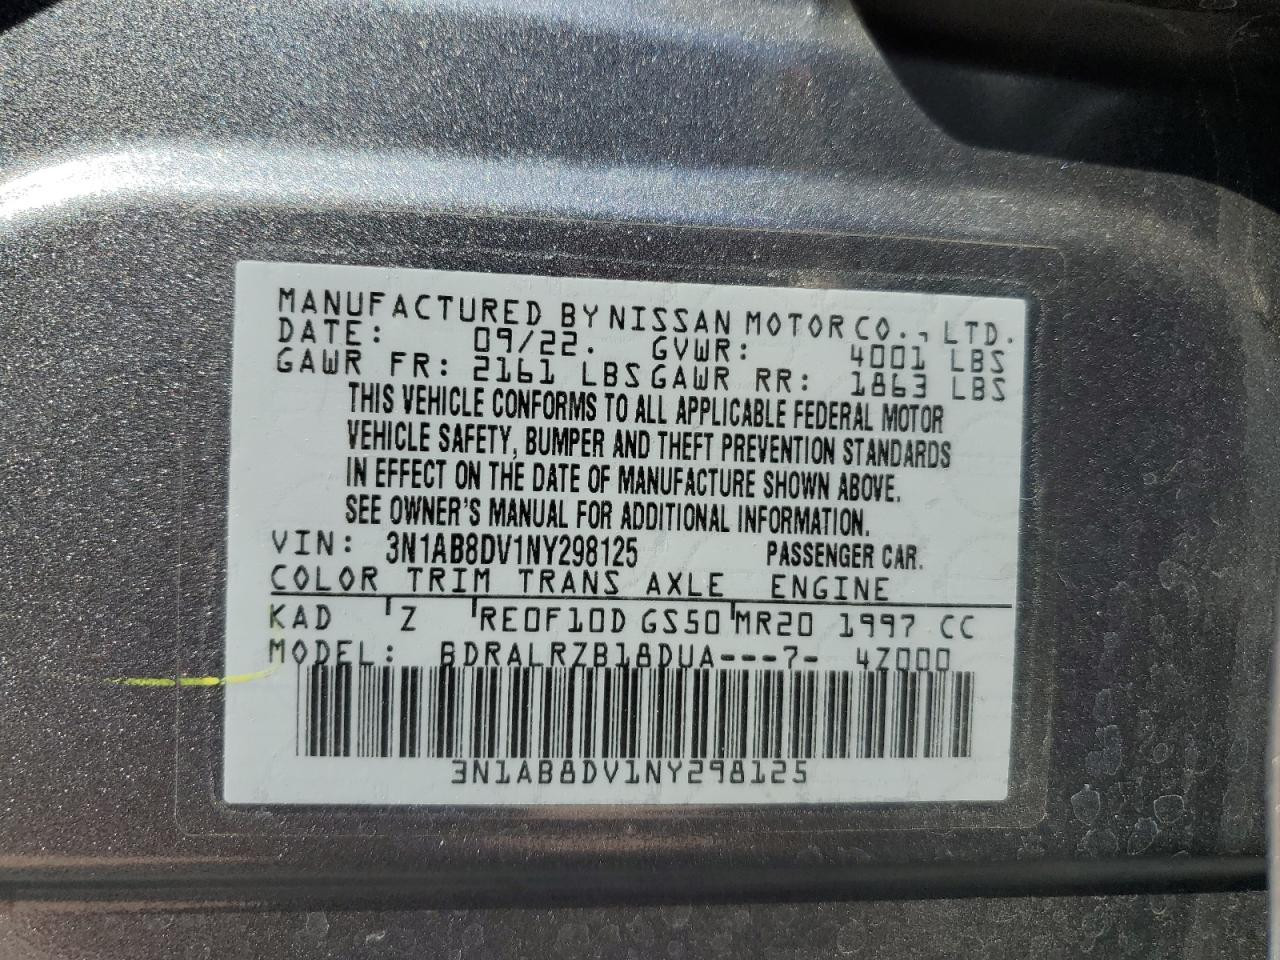 MANUFACTURED BY NISSAN MOTOR CO., LTD.
DATE: 09/22. GVWR: 4001 LBS
GAWR FR: 2161 LBS GAWR RR: 1863 LBS
THIS VEHICLE CONFORMS TO ALL APPLICABLE FEDERAL MOTOR
VEHICLE SAFETY, BUMPER AND THEFT PREVENTION STANDARDS
IN EFFECT ON THE DATE OF MANUFACTURE SHOWN ABOVE.
SEE OWNER'S MANUAL FOR ADDITIONAL INFORMATION.
VIN: 3N1AB8DV1NY298125 PASSENGER CAR.
COLOR TRIM TRANS AXLE ENGINE
KAD Z RE0F10D GS50 MR20 1997 CC
MODEL: BDRALRZB18DUA---7- 4Z000
3N1AB8DV1NY298125